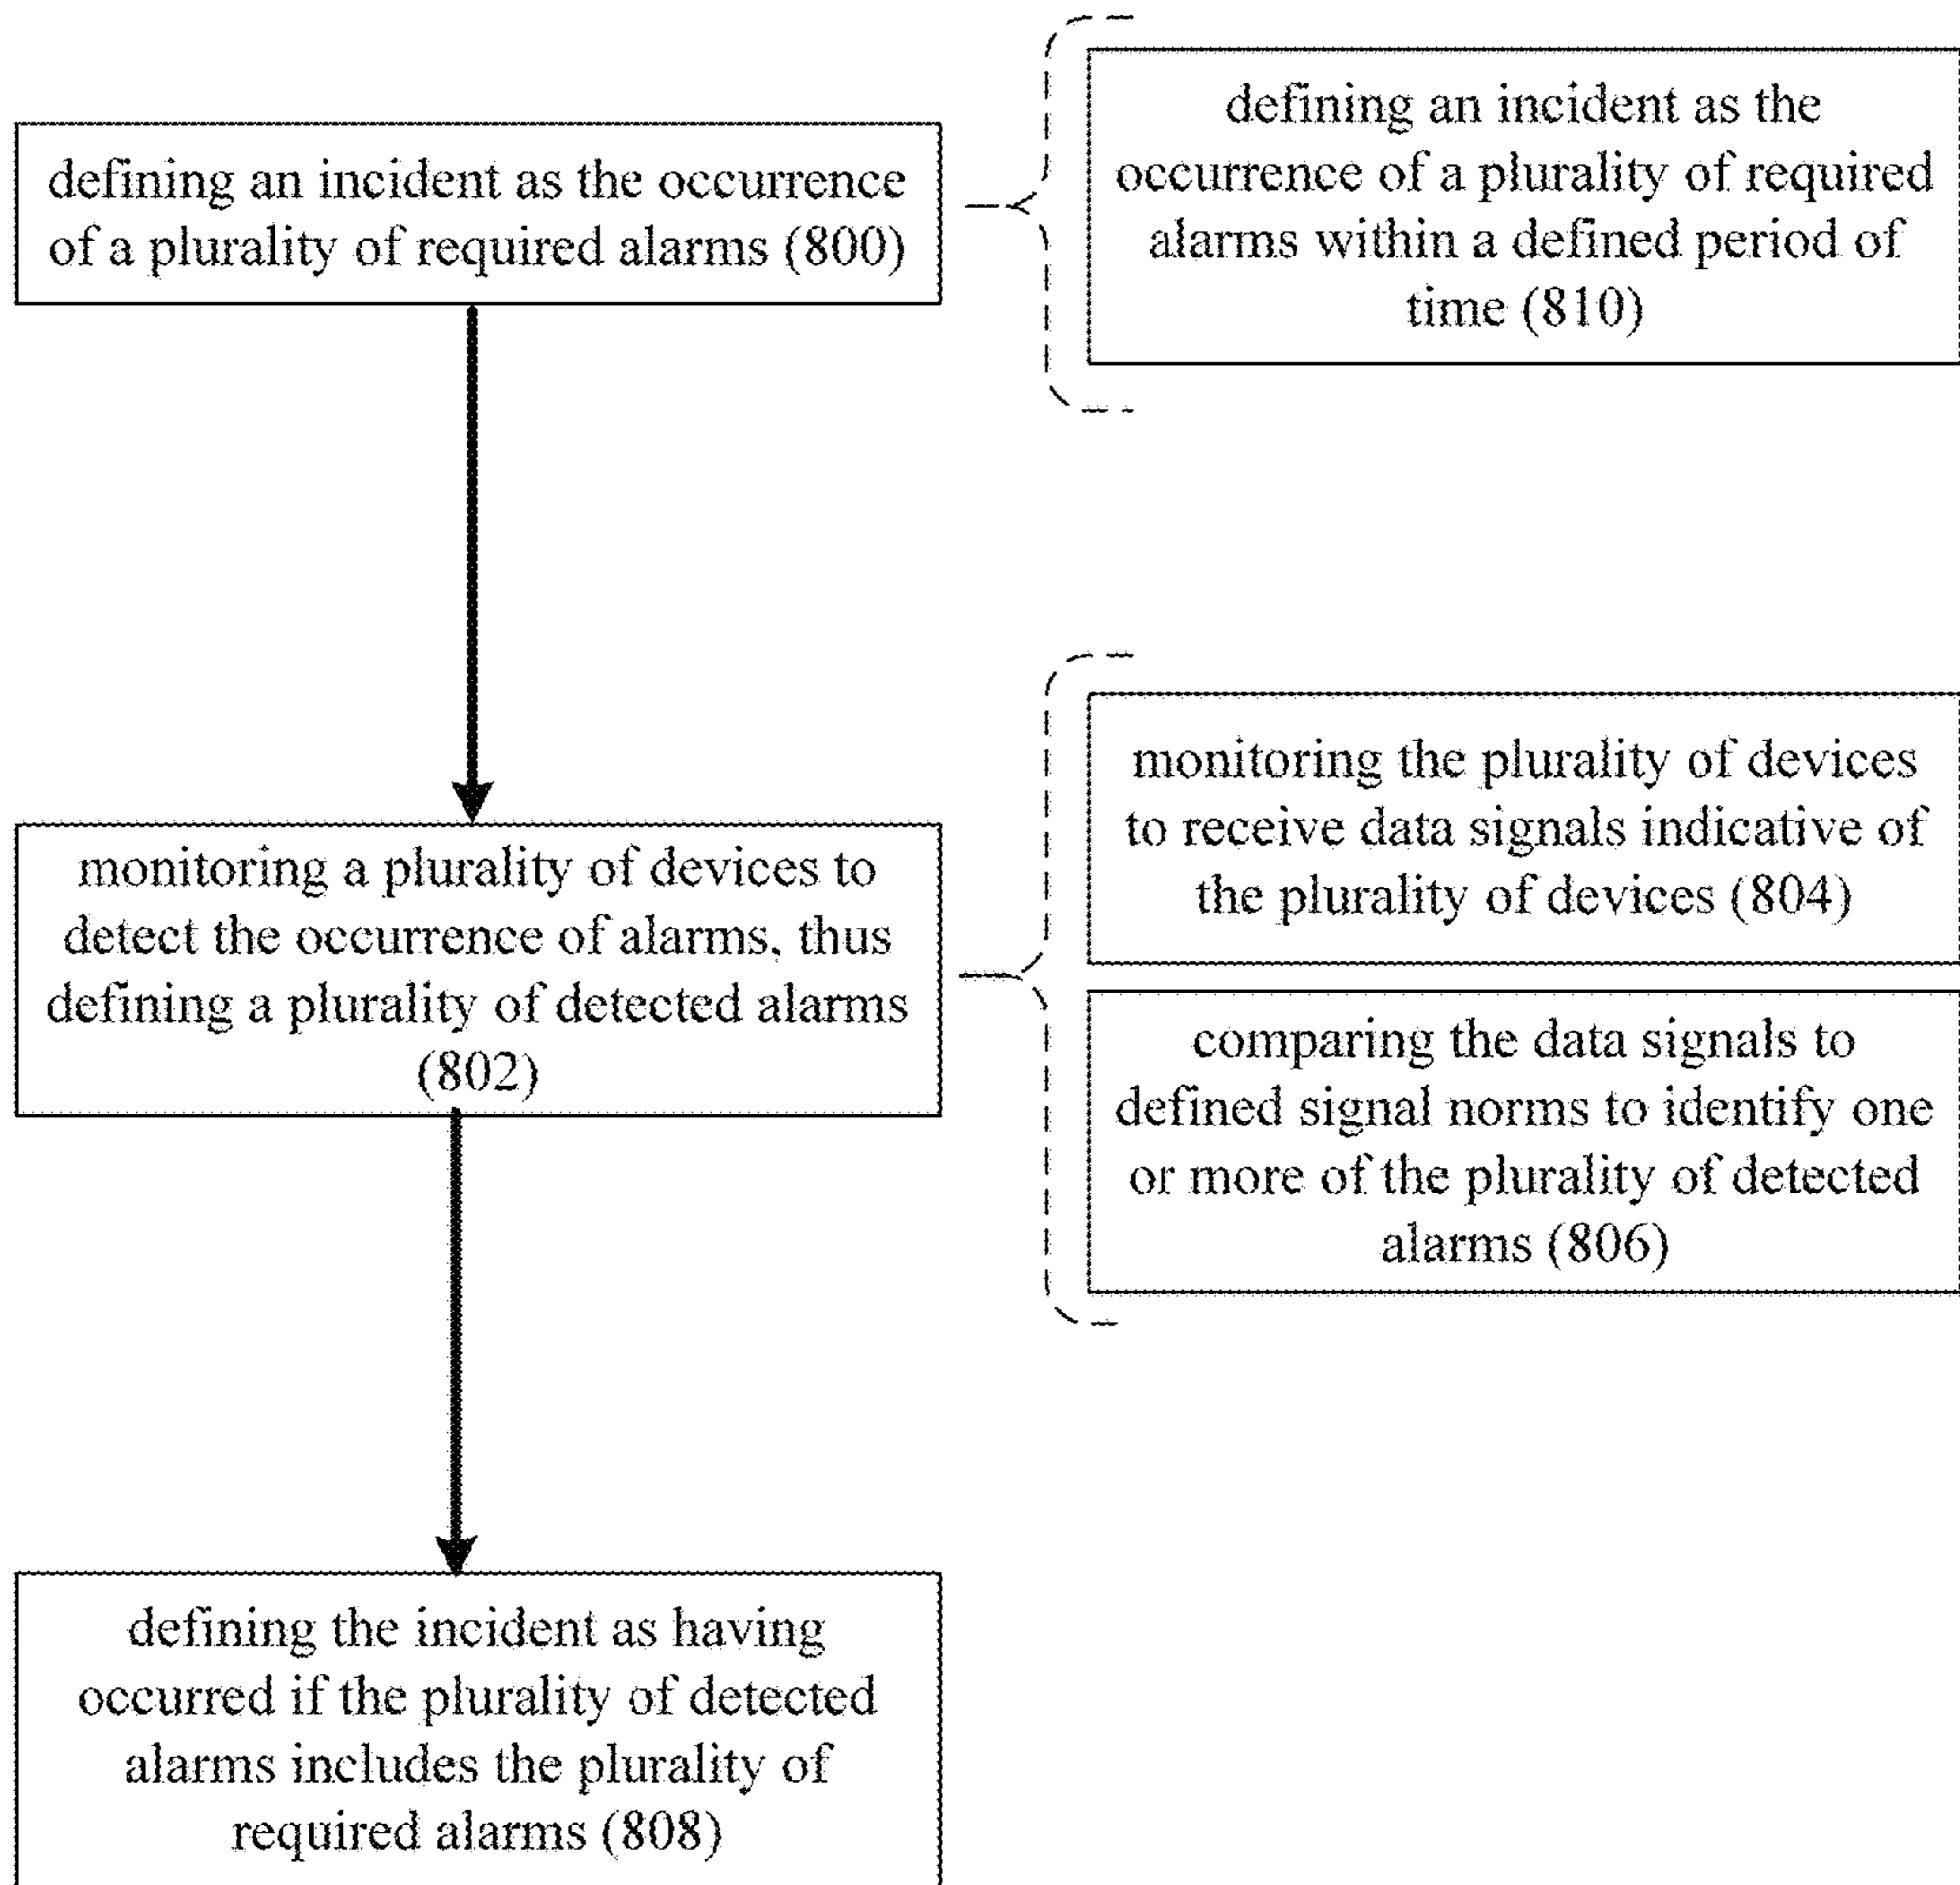 defining an incident as the occurrence
of a plurality of required alarms (800)
defining an incident as the
occurrence of a plurality of required
alarms within a defined period of
time (810)
monitoring a plurality of devices to
detect the occurrence of alarms, thus
defining a plurality of detected alarms
(802)
monitoring the plurality of devices
to receive data signals indicative of
the plurality of devices (804)
comparing the data signals to
defined signal norms to identify one
or more of the plurality of detected
alarms (806)
defining the incident as having
occurred if the plurality of detected
alarms includes the plurality of
required alarms (808)